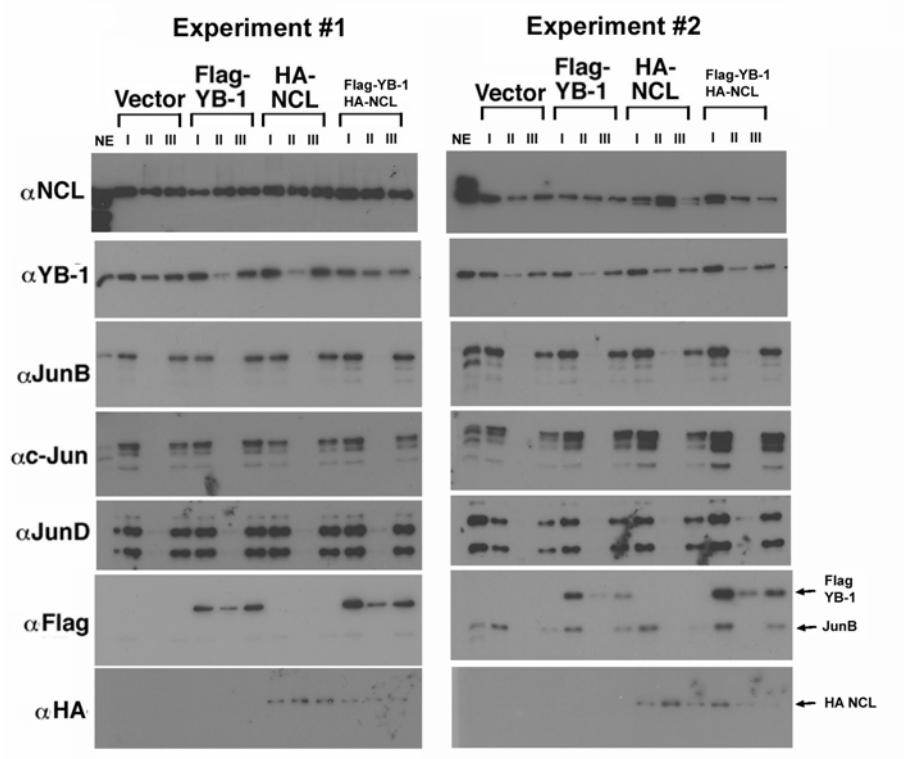 Experiment #1
Experiment #2
Vector
Flag-
YB-1
HA-
NCL
Flag-YB-1
HA-NCL
Vector
Flag-
YB-1
HA-
NCL
Flag-YB-1
HA-NCL
NE I II III I II III I II III I II III
NE I II III I II III I II III I II III
αNCL
αYB-1
αJunB
αc-Jun
αJunD
αFlag
Flag
YB-1
JunB
αHA
HA NCL